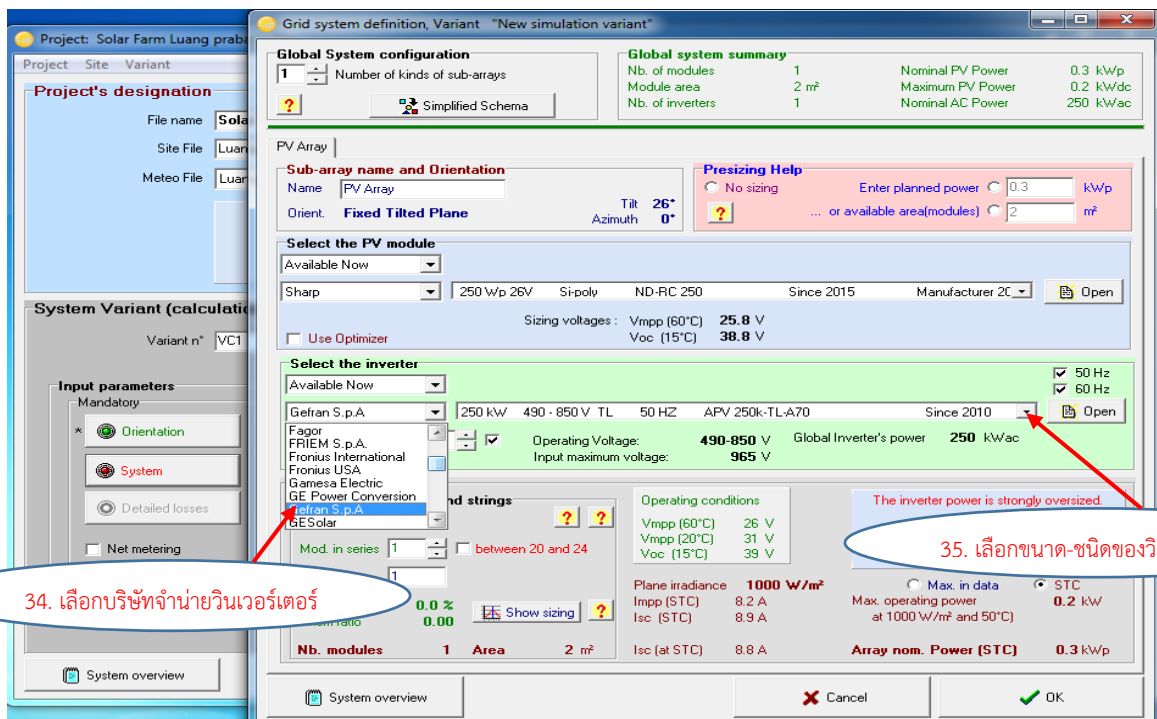 Project: Solar Farm Luang praba
Project Site Variant
Project's designation
File name Sola
Site File Luan
Meteo File Luan
System Variant (calculatio
Variant n° VC1
Input parameters
Mandatory
* Orientation
System
Detailed losses
Net metering
System overview
Grid system definition, Variant "New simulation variant"
Global System configuration
1 Number of kinds of sub-arrays
? Simplified Schema
Global system summary
Nb. of modules 1 Nominal PV Power 0.3 kWp
Module area 2 m² Maximum PV Power 0.2 kWdc
Nb. of inverters 1 Nominal AC Power 250 kWac
PV Array
Sub-array name and Orientation
Name PV Array
Orient. Fixed Tilted Plane
Tilt 26°
Azimuth 0°
Presizing Help
No sizing Enter planned power 0.3 kWp
? ... or available area(modules) 2 m²
Select the PV module
Available Now
Sharp 250 Wp 26V Si-poly ND-RC 250 Since 2015 Manufacturer 20 Open
Sizing voltages : Vmpp (60°C) 25.8 V
Use Optimizer Voc (15°C) 38.8 V
Select the inverter
Available Now
50 Hz
60 Hz
Gefran S.p.A 250 kW 490 - 850 V TL 50 HZ APV 250k-TL-A70 Since 2010 Open
Fagor
FRIEM S.p.A.
Fronius International
Fronius USA
Gamesa Electric
GE Power Conversion
Gefran S.p.A
GESolar
Operating Voltage: 490-850 V Global Inverter's power 250 kWac
Input maximum voltage: 965 V
nd strings
? ?
Mod. in series 1 between 20 and 24
1
0.0 %
0.00
Show sizing ?
Nb. modules 1 Area 2 m²
Operating conditions
Vmpp (60°C) 26 V
Vmpp (20°C) 31 V
Voc (15°C) 39 V
Plane irradiance 1000 W/m²
Impp (STC) 8.2 A
Isc (STC) 8.9 A
Isc (at STC) 8.8 A
The inverter power is strongly oversized.
Max. in data STC
Max. operating power 0.2 kW
at 1000 W/m² and 50°C)
Array nom. Power (STC) 0.3 kWp
34. เลือกบริษัทจำน่ายวินเวอร์เตอร์
35. เลือกขนาด-ชนิดของวิ
System overview
Cancel
OK